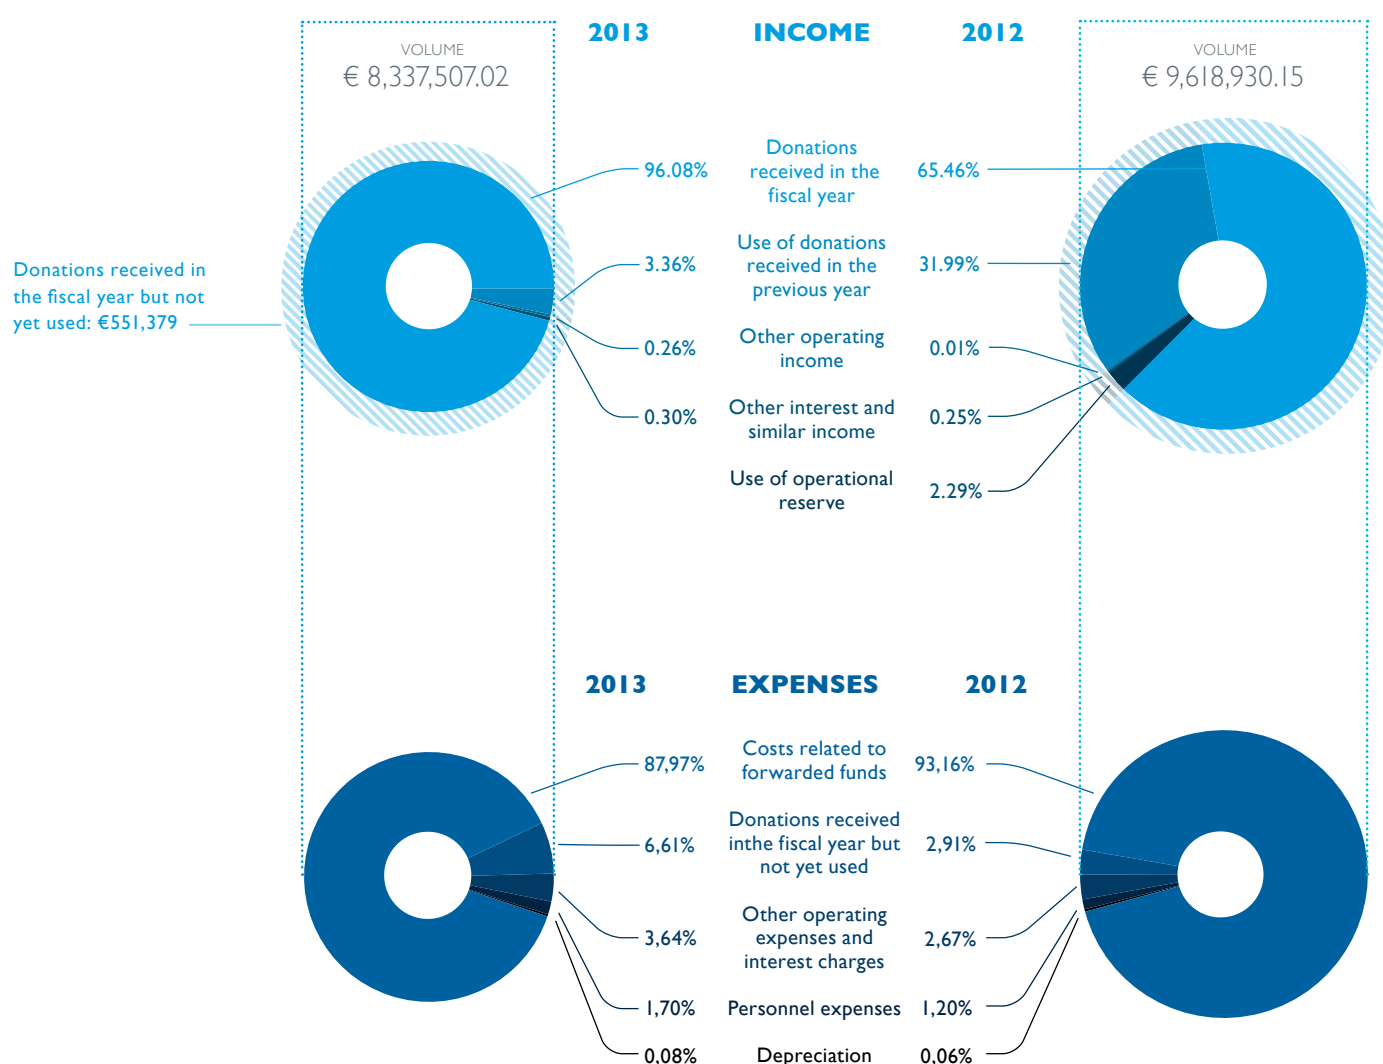 2013 INCOME 2012
VOLUME
€ 8,337,507.02
VOLUME
€ 9,618,930.15
96.08%
Donations
received in the
fiscal year
65.46%
3.36%
Use of donations
received in the
previous year
31.99%
Donations received in
the fiscal year but not
yet used: €551,379
0.26%
Other operating
income
0.01%
0.30%
Other interest and
similar income
0.25%
Use of operational
reserve
2.29%
2013 EXPENSES 2012
87,97%
Costs related to
forwarded funds
93,16%
6,61%
Donations received
inthe fiscal year but
not yet used
2,91%
3,64%
Other operating
expenses and
interest charges
2,67%
1,70% Personnel expenses 1,20%
0,08% Depreciation 0,06%